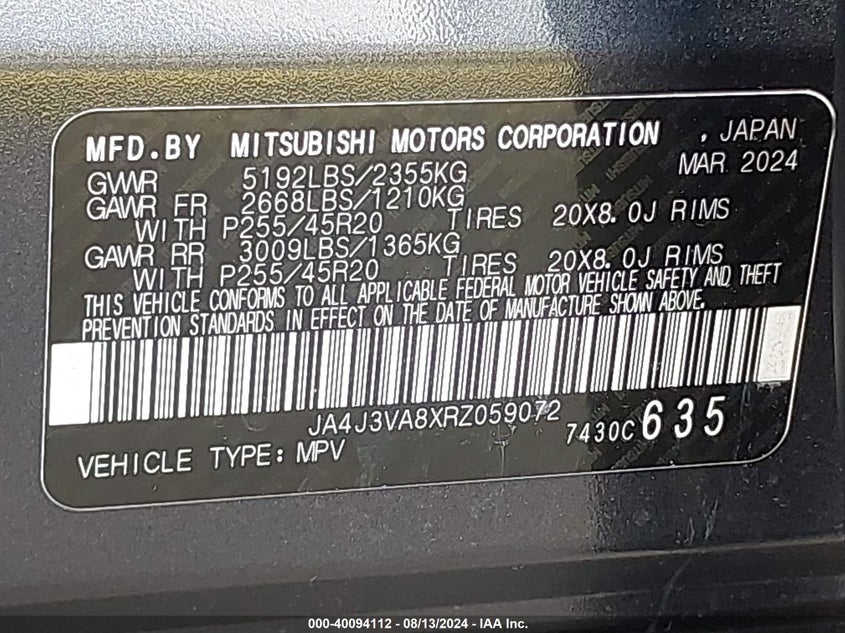 MFD.BY MITSUBISHI MOTORS CORPORATION , JAPAN
MAR 2024
GVWR 5192LBS/2355KG
GAWR FR 2668LBS/1210KG
WITH P255/45R20 TIRES 20X8.0J RIMS
GAWR RR 3009LBS/1365KG
WITH P255/45R20 TIRES 20X8.0J RIMS
THIS VEHICLE CONFORMS TO ALL APPLICABLE FEDERAL MOTOR VEHICLE SAFETY AND THEFT
PREVENTION STANDARDS IN EFFECT ON THE DATE OF MANUFACTURE SHOWN ABOVE.
JA4J3VA8XRZ059072
7430C 635
VEHICLE TYPE: MPV
000-40094112 - 08/13/2024 - IAA Inc.